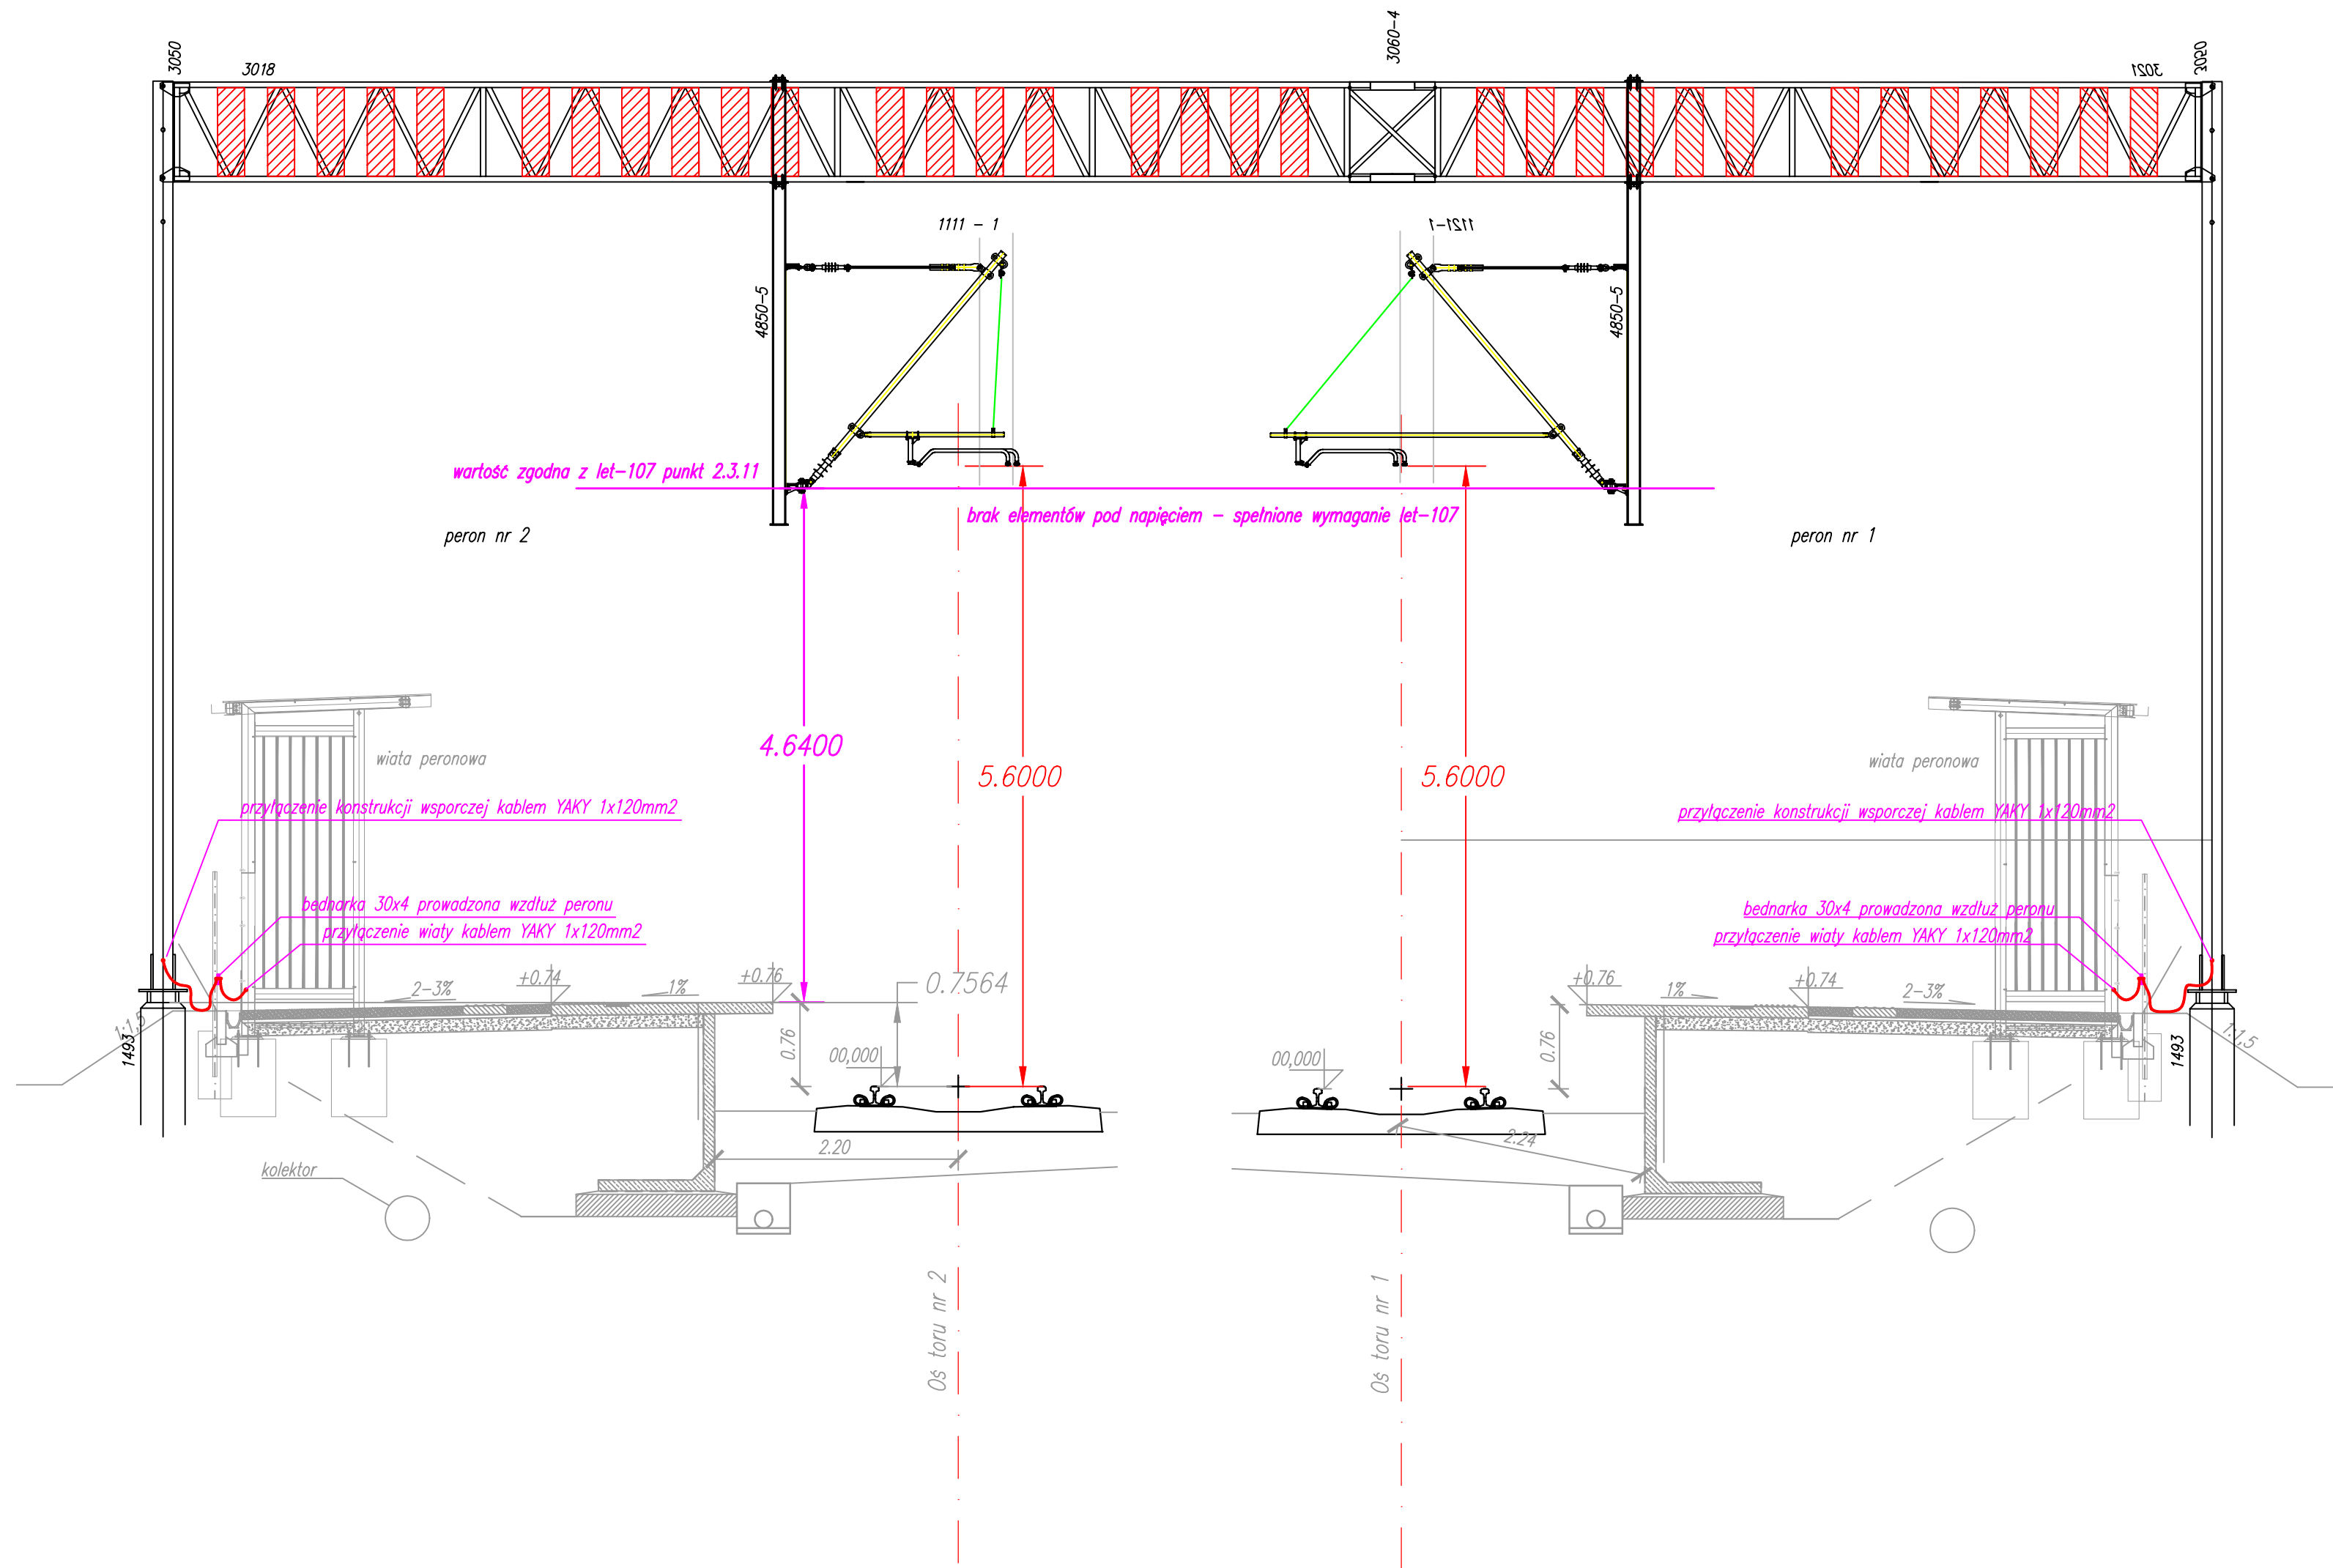 3050
3018
3060-4
3021
3050
1111 - 1
1121-1
4850-5
4850-5
wartość zgodna z let-107 punkt 2.3.11
brak elementów pod napięciem - spełnione wymaganie let-107
peron nr 2
peron nr 1
4.6400
5.6000
5.6000
wiata peronowa
wiata peronowa
przyłączenie konstrukcji wsporczej kablem YAKY 1x120mm2
przyłączenie konstrukcji wsporczej kablem YAKY 1x120mm2
bednarka 30x4 prowadzona wzdłuż peronu
przyłączenie wiaty kablem YAKY 1x120mm2
bednarka 30x4 prowadzona wzdłuż peronu
przyłączenie wiaty kablem YAKY 1x120mm2
2-3%
+0.74
1%
+0.76
0.7564
+0.76
1%
+0.74
2-3%
1:1,5
1493
0.76
00,000
00,000
0.76
1493
1:1,5
2.20
2.24
kolektor
Oś toru nr 2
Oś toru nr 1